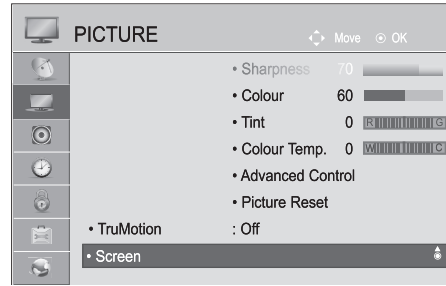 PICTURE Move OK
• Sharpness 70
• Colour 60
• Tint 0 R G
• Colour Temp. 0 W C
• Advanced Control
• Picture Reset
• TruMotion : Off
• Screen